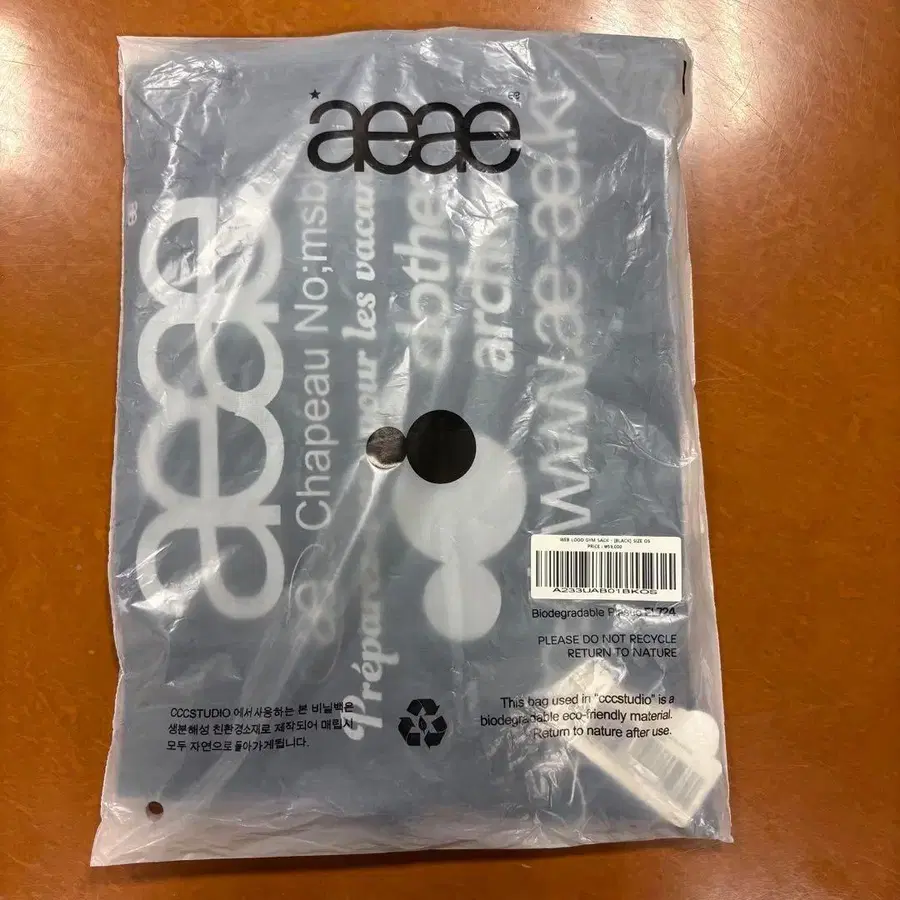 *aeae
aeae
Chapeau No;msb
pour les vacan
www.ae-ae.k
WEB LOGO GYM SACK - [BLACK] SIZE OS
PRICE : ₩59,000
A233UAB01BKOS
Biodegradable Plastic EL724
PLEASE DO NOT RECYCLE
RETURN TO NATURE
CCCSTUDIO 에서 사용하는 본 비닐백은
생분해성 친환경소재로 제작되어 매립시
모두 자연으로 돌아가게됩니다.
This bag used in "cccstudio" is a
biodegradable eco-friendly material.
Return to nature after use.